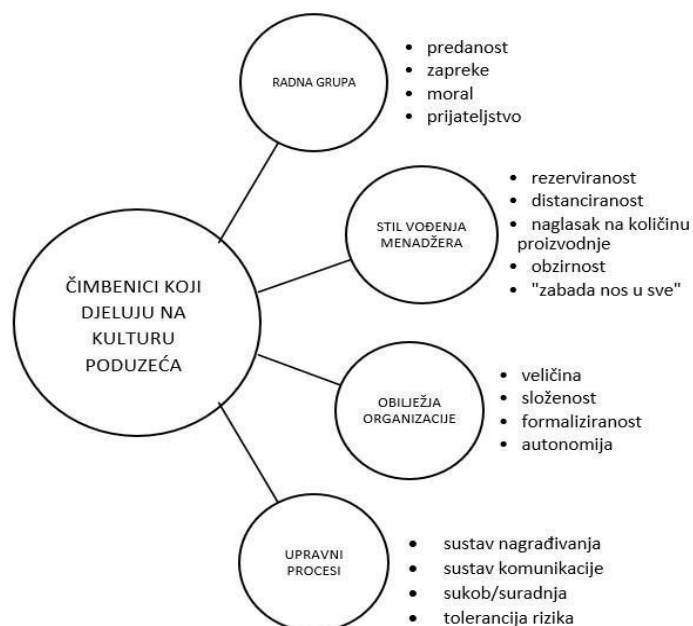 RADNA GRUPA
• predanost
• zapreke
• moral
• prijateljstvo
STIL VOĐENJA
MENADŽERA
• rezerviranost
• distanciranost
• naglasak na količinu
proizvodnje
• obzirnost
• "zabada nos u sve"
ČIMBENICI KOJI
DJELUJU NA
KULTURU
PODUZEĆA
OBILJEŽJA
ORGANIZACIJE
• veličina
• složenost
• formaliziranost
• autonomija
UPRAVNI
PROCESI
• sustav nagrađivanja
• sustav komunikacije
• sukob/suradnja
• tolerancija rizika